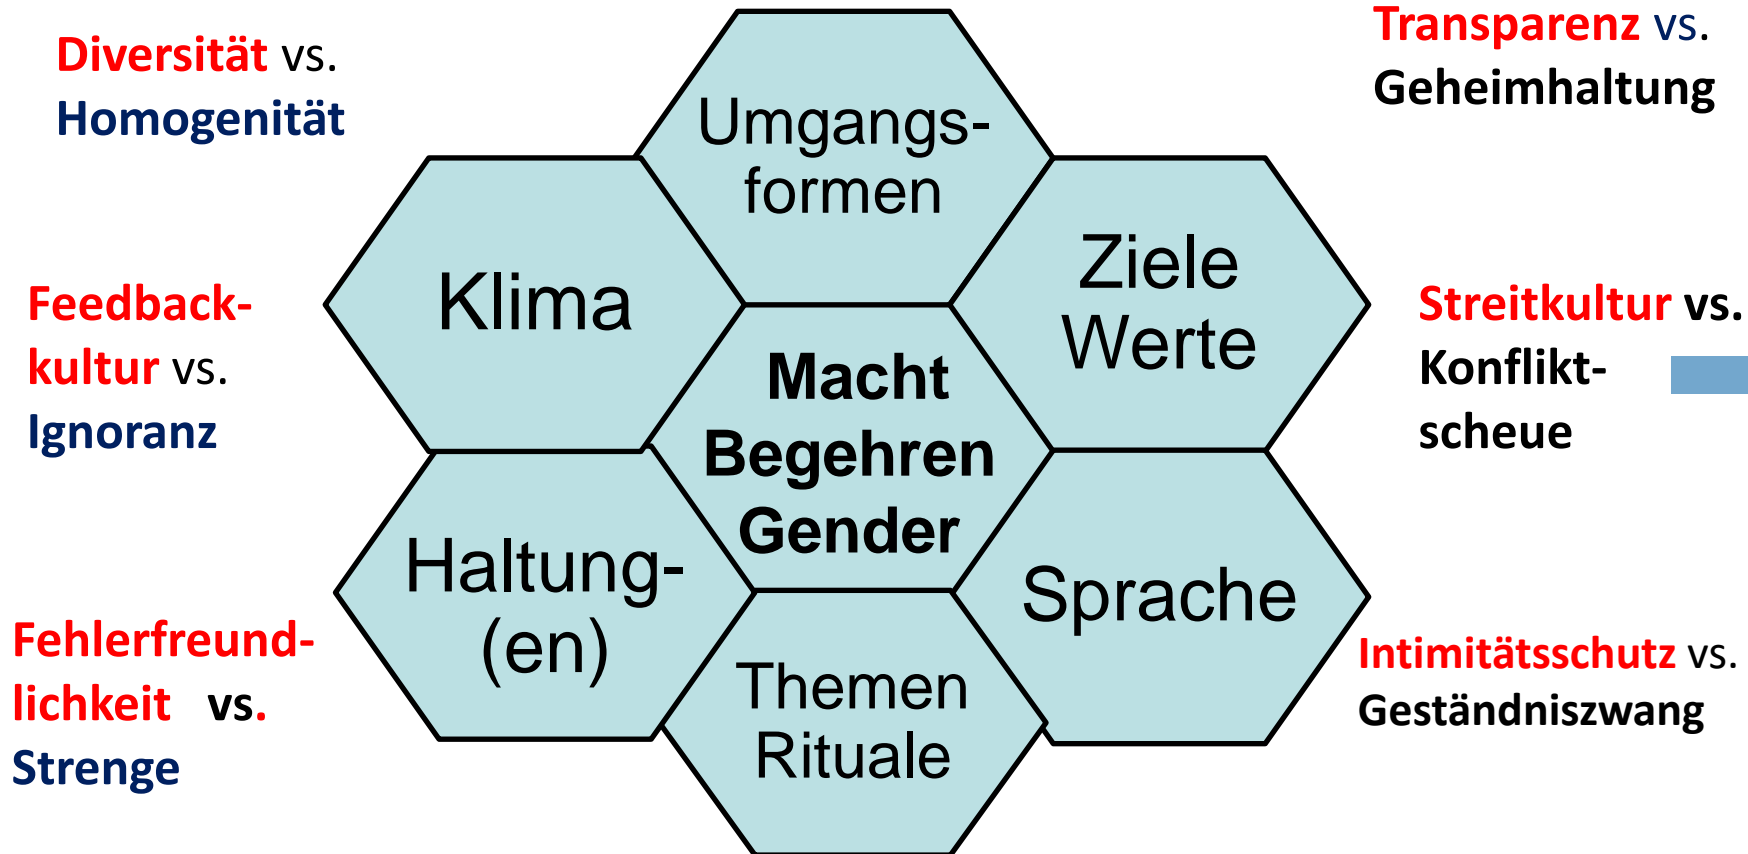 Diversität vs.
Homogenität
Feedback-
kultur vs.
Ignoranz
Fehlerfreund-
lichkeit vs.
Strenge
Umgangs-
formen
Klima
Ziele
Werte
Macht
Begehren
Gender
Haltung-
(en)
Sprache
Themen
Rituale
Transparenz vs.
Geheimhaltung
Streitkultur vs.
Konflikt-
scheue
Intimitätsschutz vs.
Geständniszwang